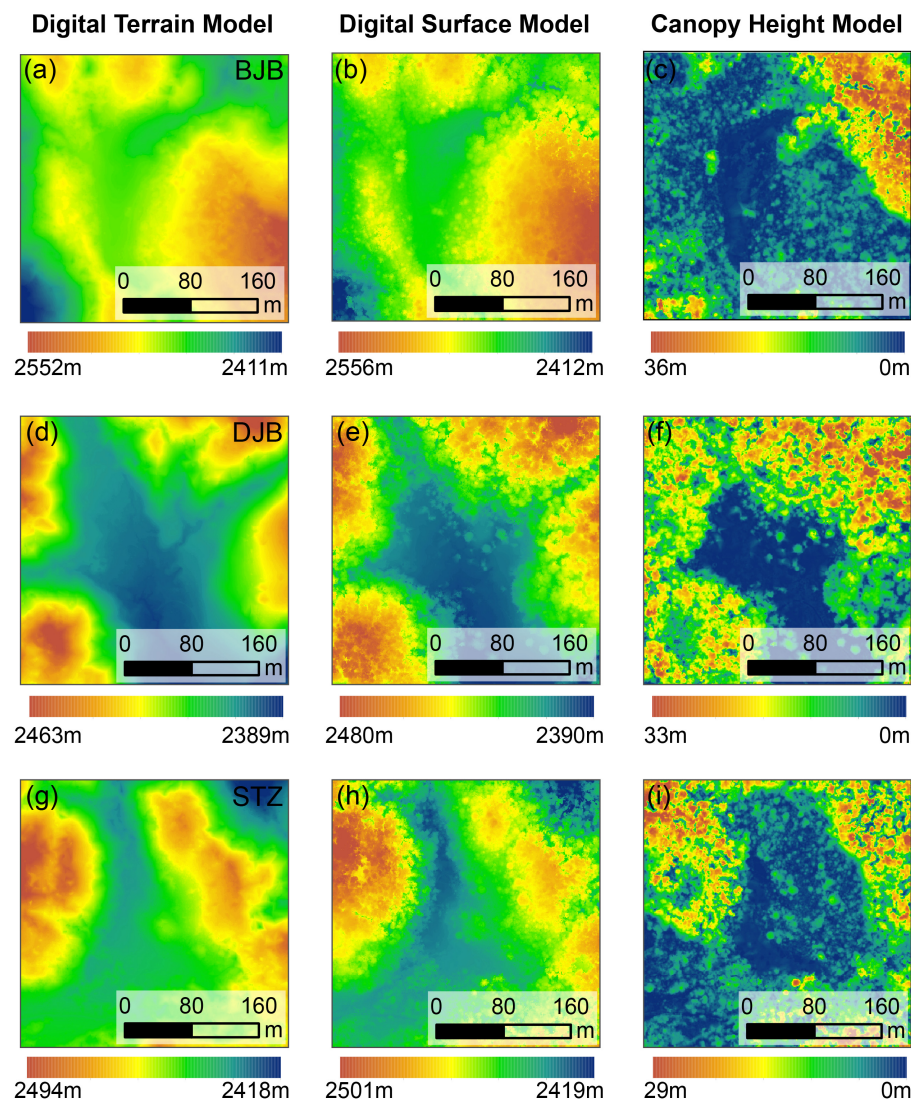 Digital Terrain Model Digital Surface Model Canopy Height Model
(a) BJB (b) (c)
0 80 160 0 80 160 0 80 160
m m m
2552m 2411m 2556m 2412m 36m 0m
(d) DJB (e) (f)
0 80 160 0 80 160 0 80 160
m m m
2463m 2389m 2480m 2390m 33m 0m
(g) STZ (h) (i)
0 80 160 0 80 160 0 80 160
m m m
2494m 2418m 2501m 2419m 29m 0m